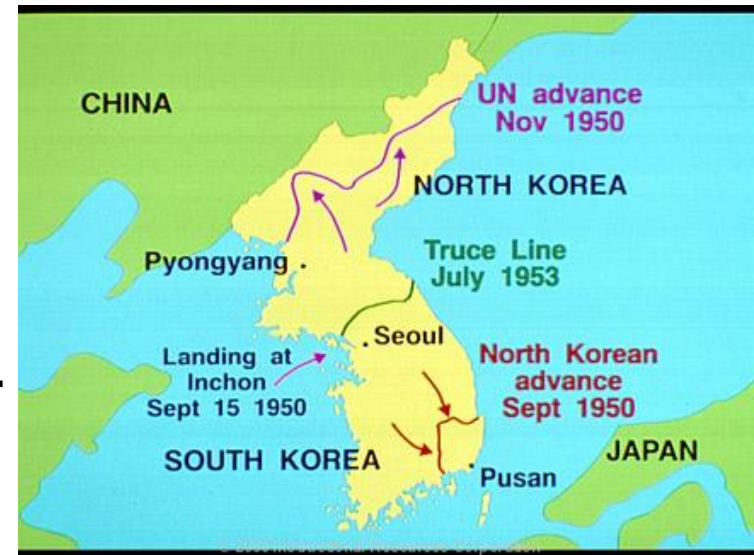 CHINA
UN advance
Nov 1950
NORTH KOREA
Truce Line
July 1953
Pyongyang
Seoul
Landing at
Inchon
Sept 15 1950
North Korean
advance
Sept 1950
SOUTH KOREA
JAPAN
Pusan